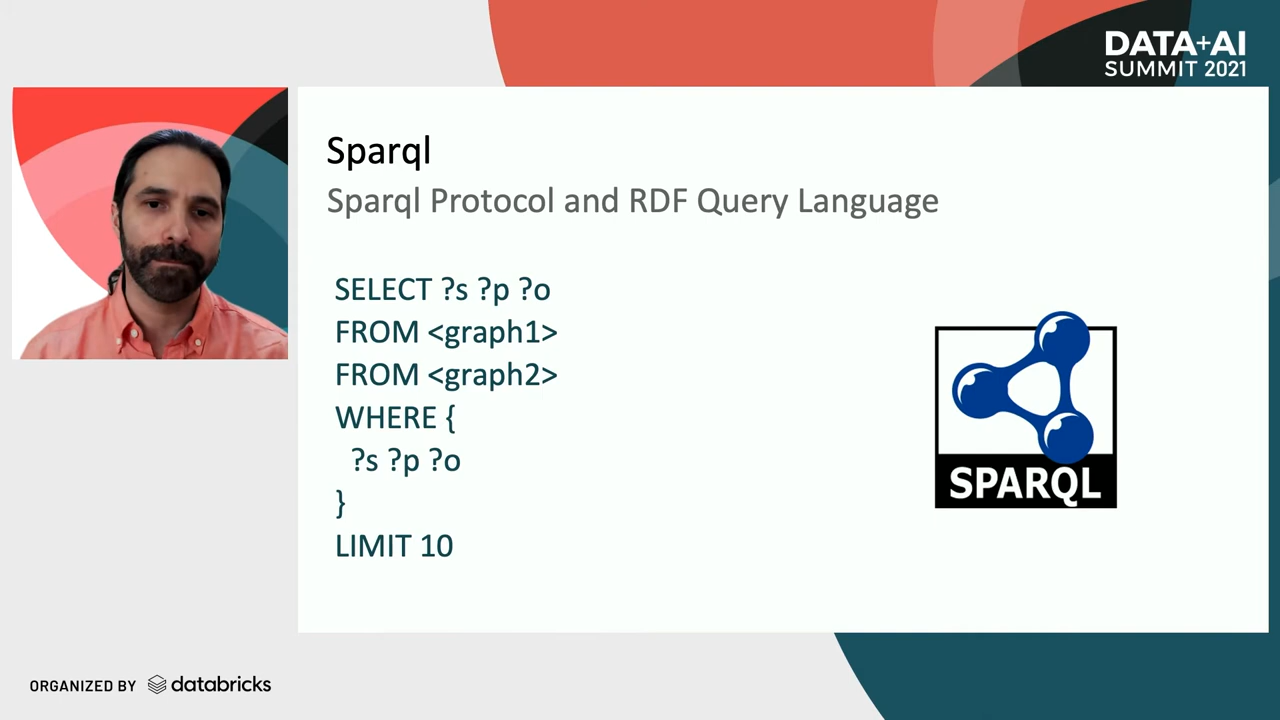 DATA+AI
SUMMIT 2021
Sparql
Sparql Protocol and RDF Query Language
SELECT ?s ?p ?o
FROM <graph1>
FROM <graph2>
WHERE {
?s ?p ?o
}
LIMIT 10
SPARQL
ORGANIZED BY databricks